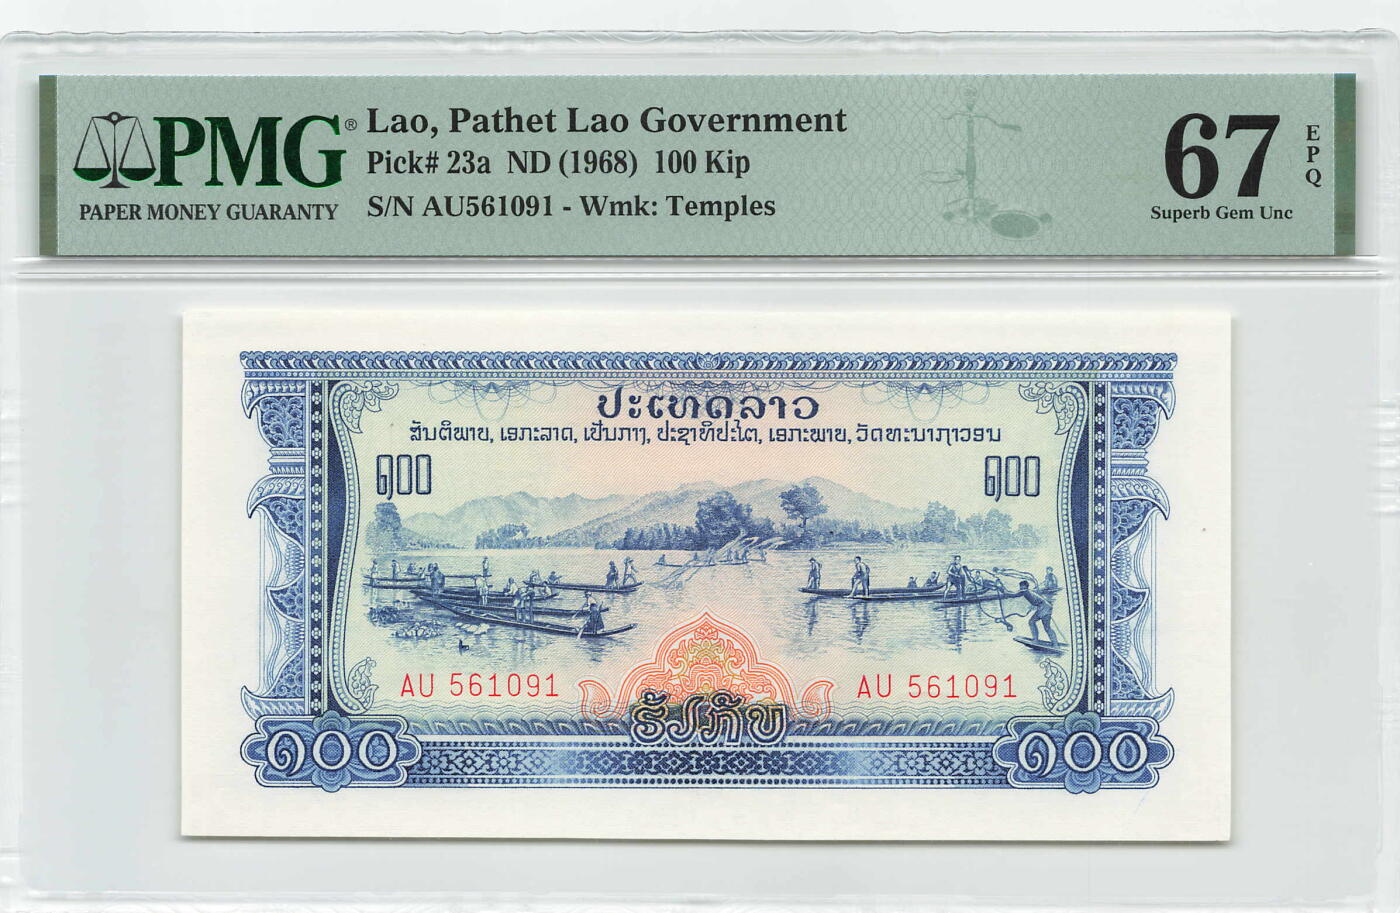 PMG®
PAPER MONEY GUARANTY
Lao, Pathet Lao Government
Pick# 23a ND (1968) 100 Kip
S/N AU561091 - Wmk: Temples
67
EPQ
Superb Gem Unc
ປະເທດລາວ
ສັນຕິພາບ, ເອກະລາດ, ເປັນກາງ, ປະຊາທິປະໄຕ, ເອກະພາບ, ວັດທະນາຖາວອນ
໑໐໐ ໑໐໐
AU 561091 AU 561091
ຮ້ອຍກີບ
໑໐໐ ໑໐໐